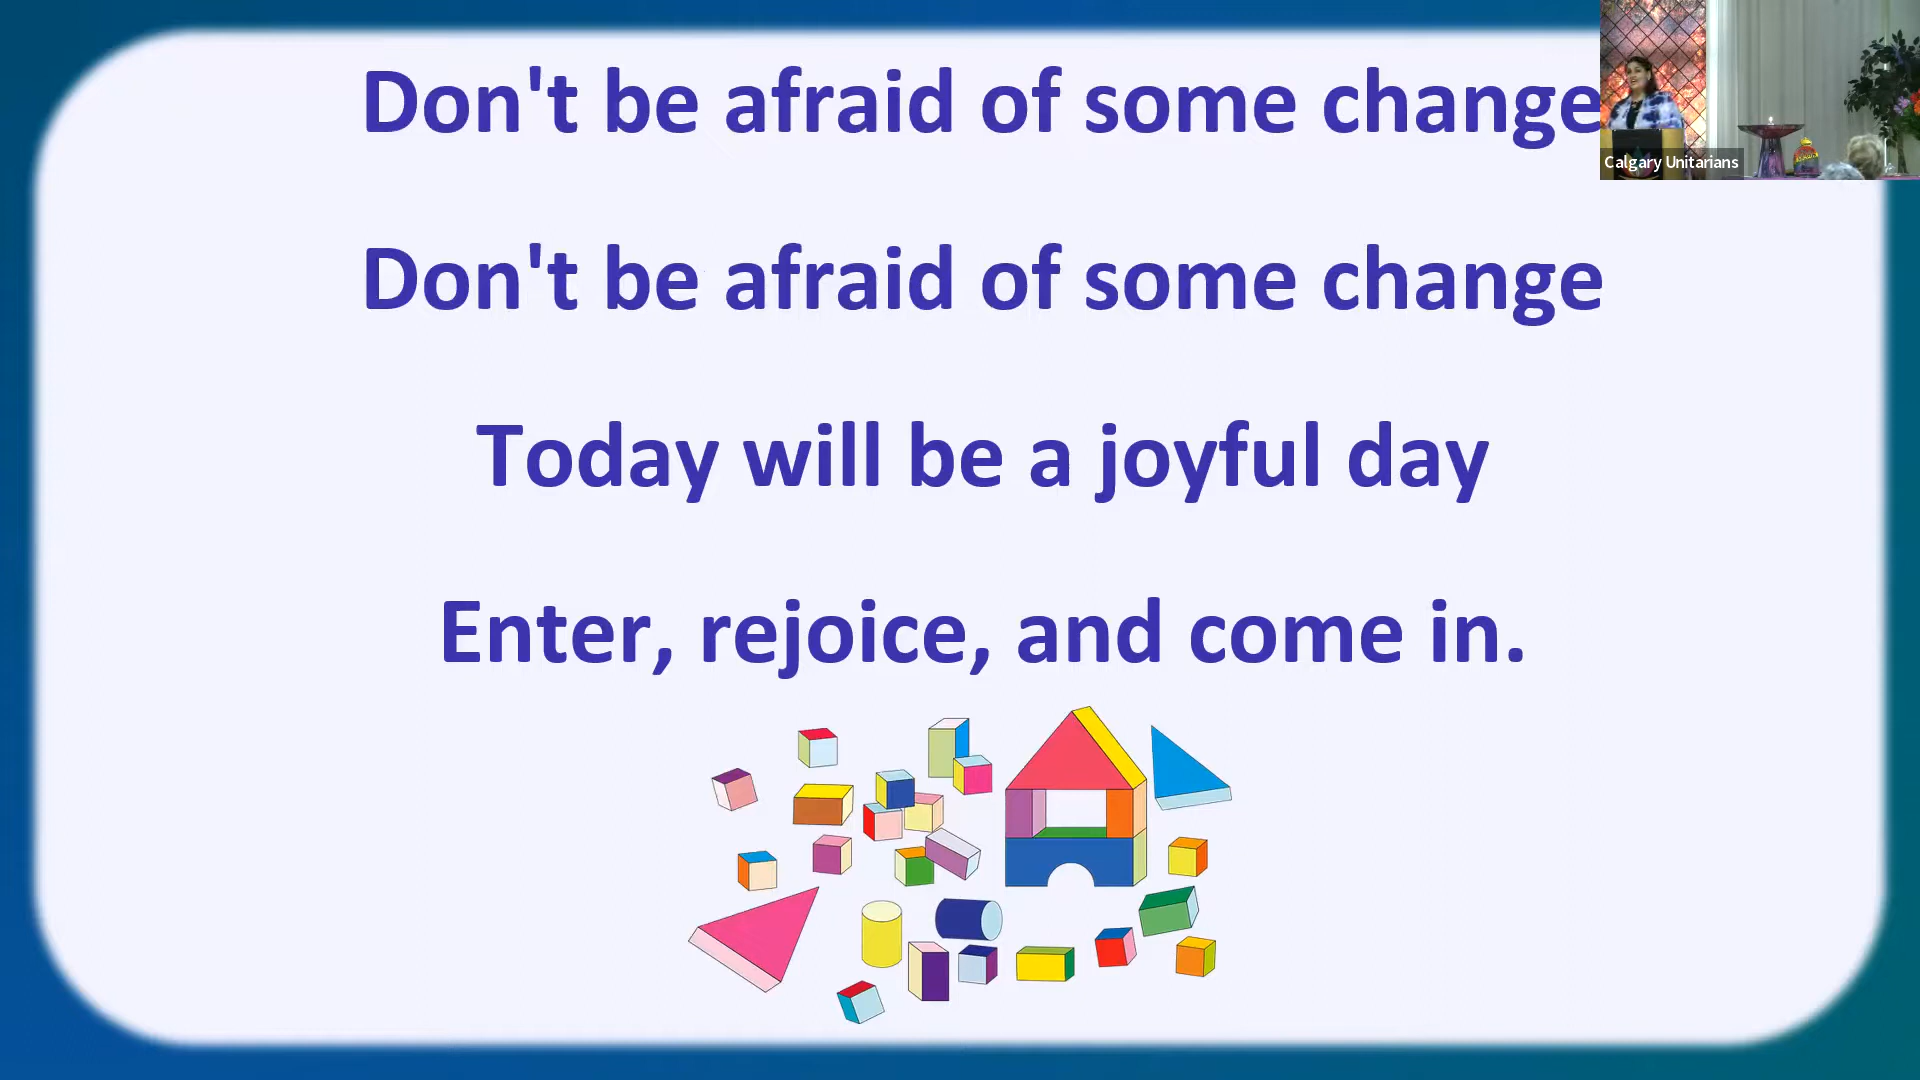 Don't be afraid of some change
Calgary Unitarians
Don't be afraid of some change
Today will be a joyful day
Enter, rejoice, and come in.